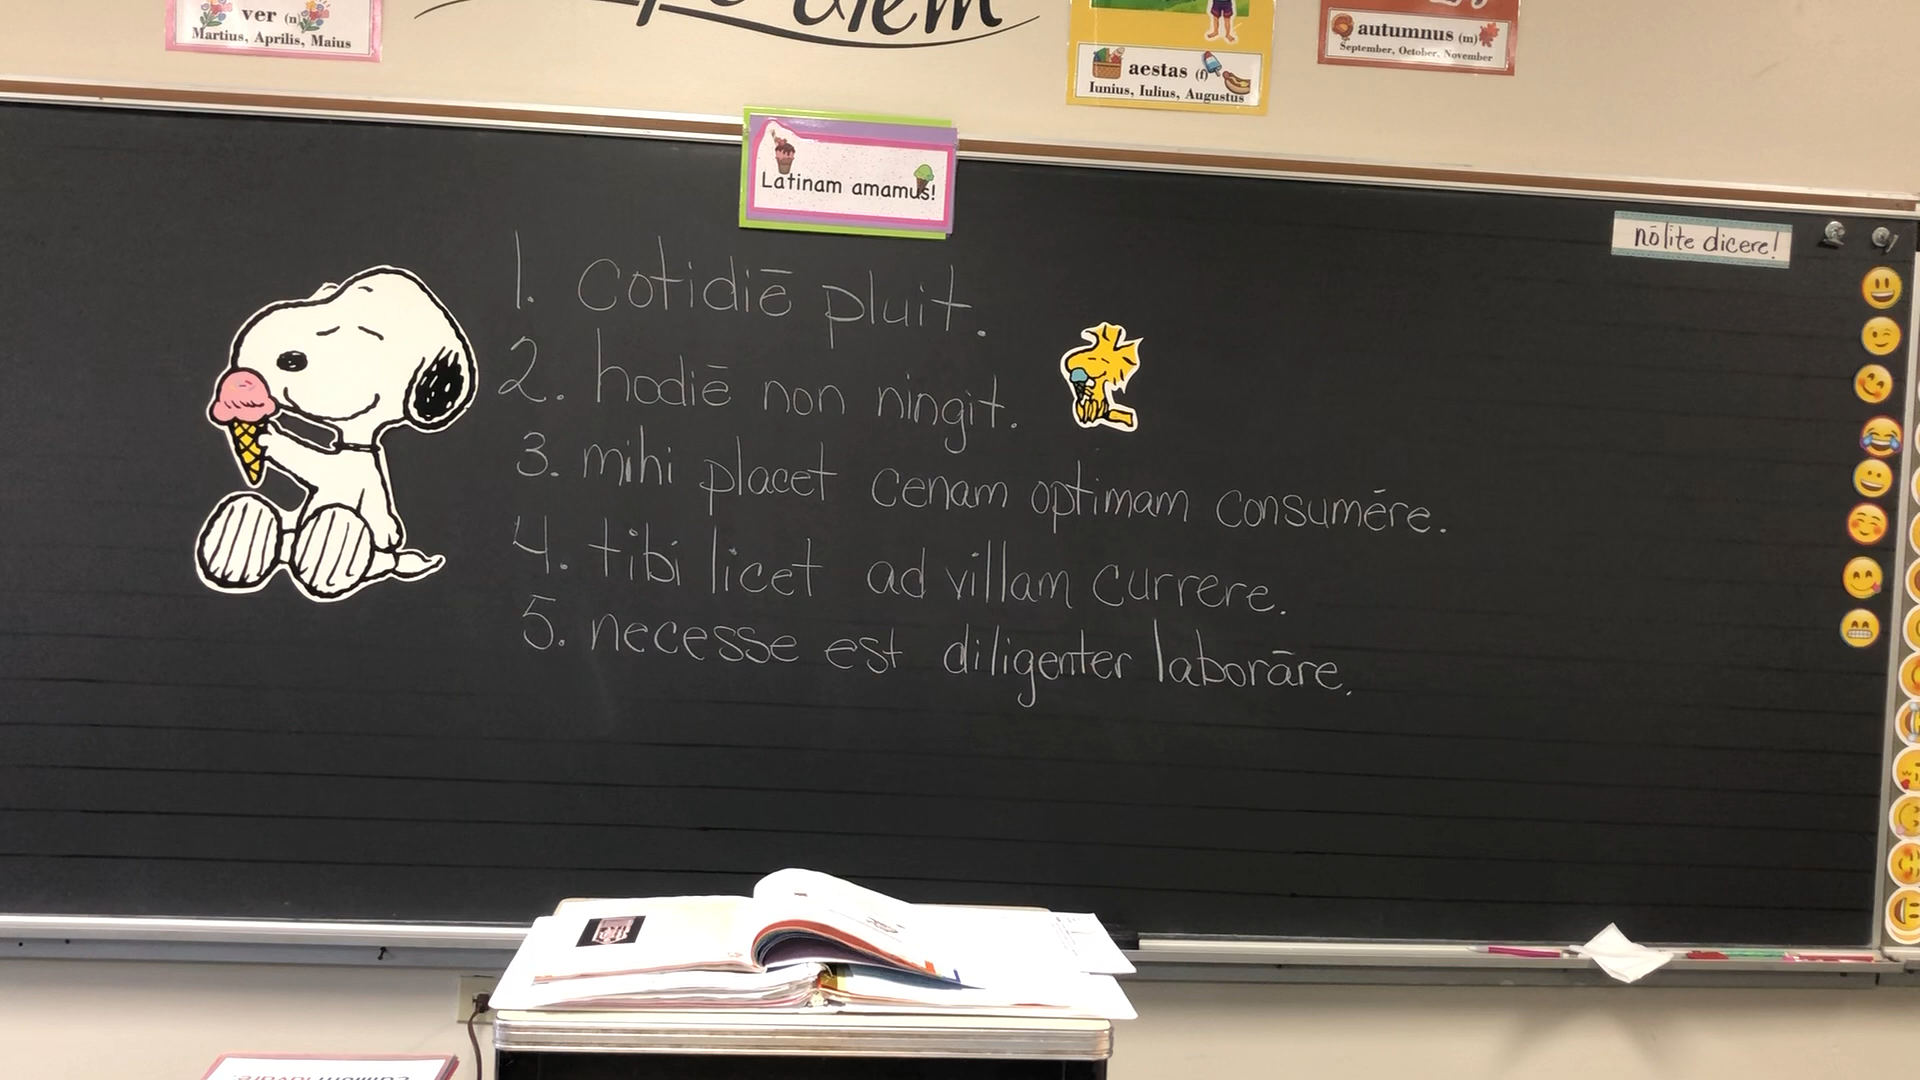 ver (n)
Martius, Aprilis, Maius
diem
aestas (f)
Iunius, Iulius, Augustus
autumnus (m)
September, October, November
Latinam amamus!
nōlite dicere!
1. cotidiē pluit.
2. hodiē non ningit.
3. mihi placet cenam optimam consumēre.
4. tibi licet ad villam currere.
5. necesse est diligenter laborāre.